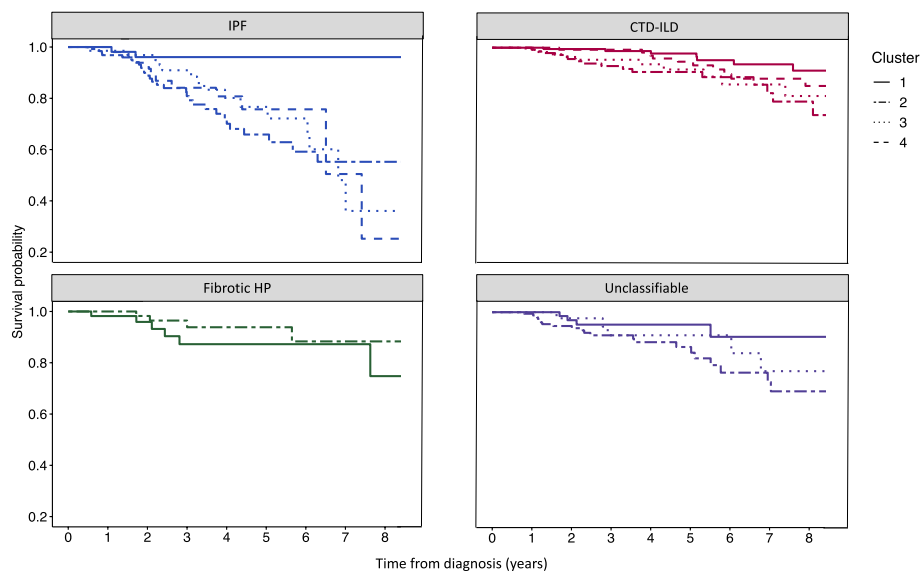 IPF
CTD-ILD
Cluster
1
2
3
4
1.0
0.8
0.6
0.4
0.2
Survival probability
Fibrotic HP
Unclassifiable
1.0
0.8
0.6
0.4
0.2
0 1 2 3 4 5 6 7 8
0 1 2 3 4 5 6 7 8
Time from diagnosis (years)